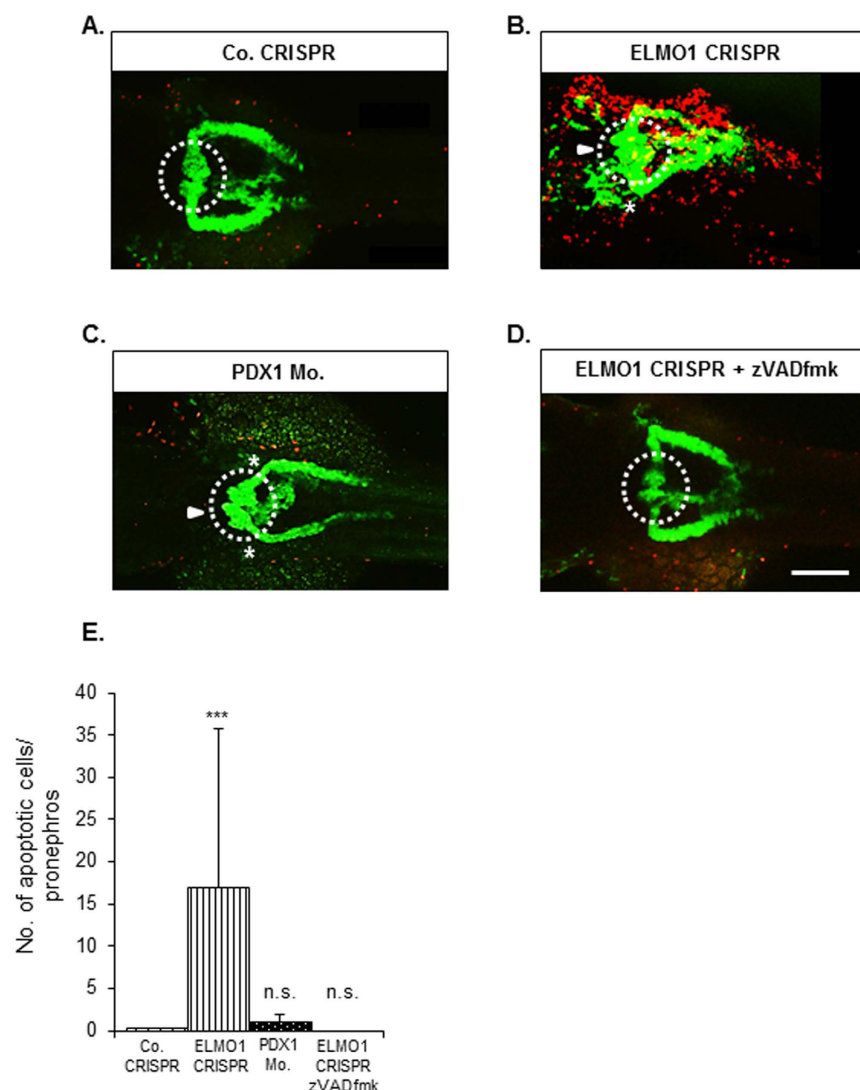 A.
Co. CRISPR
B.
ELMO1 CRISPR
*
C.
PDX1 Mo.
*
*
D.
ELMO1 CRISPR + zVADfmk
E.
No. of apoptotic cells/
pronephros
40
35
30
25
20
15
10
5
0
***
n.s.
n.s.
Co.
CRISPR
ELMO1
CRISPR
PDX1
Mo.
ELMO1
CRISPR
zVADfmk